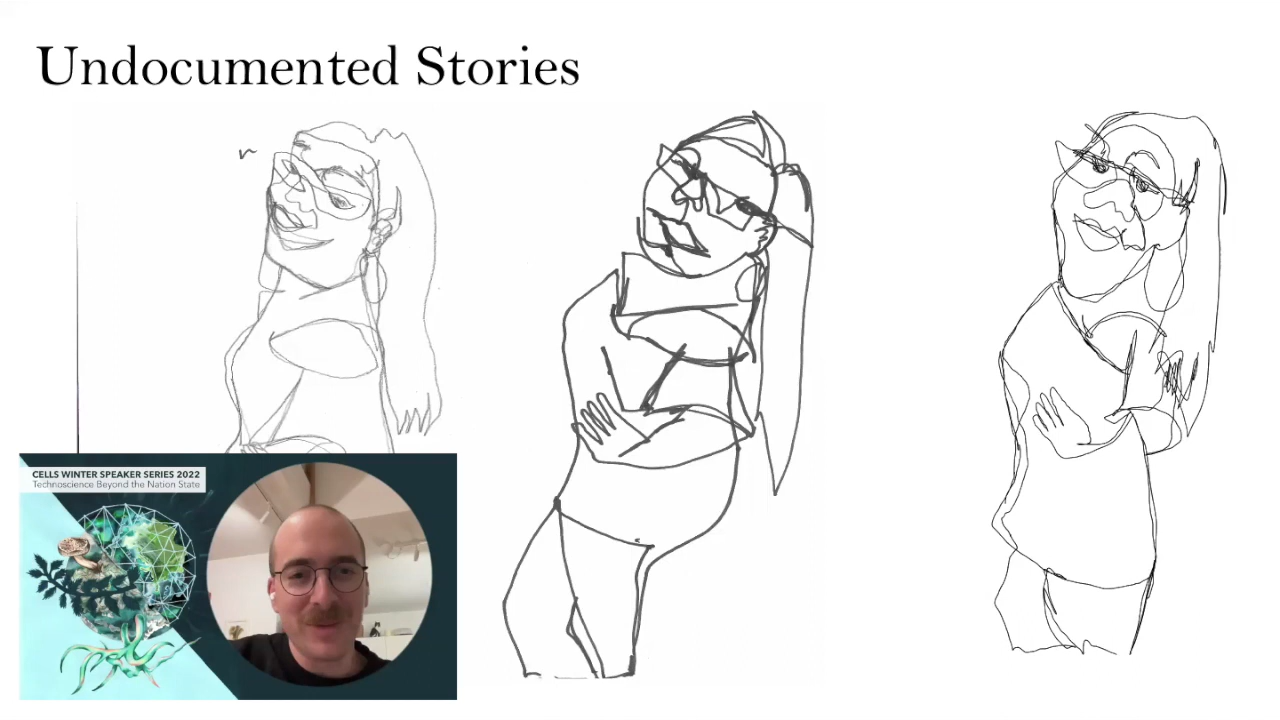 Undocumented Stories
CELLS WINTER SPEAKER SERIES 2022
Technoscience Beyond the Nation State